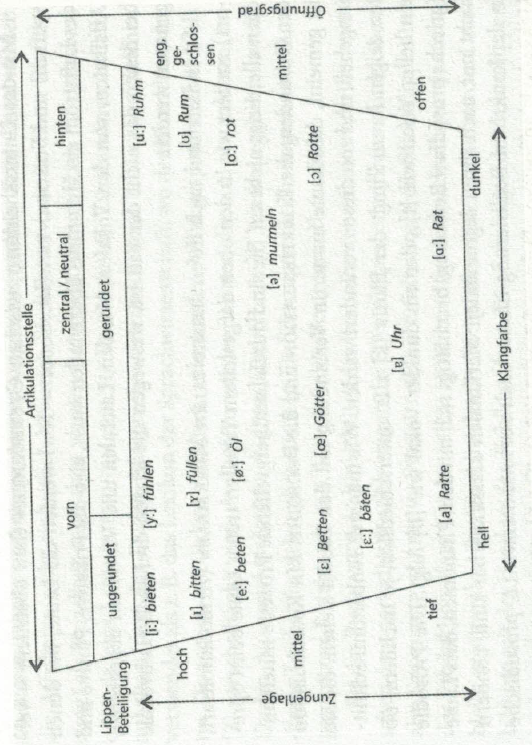 Artikulationsstelle
vorn zentral / neutral hinten
Lippen-
Beteiligung
ungerundet gerundet
[i:] bieten [y:] fühlen [u:] Ruhm
hoch
eng,
ge-
schlos-
sen
[ɪ] bitten [ʏ] füllen [ʊ] Rum
[e:] beten [ø:] Öl [o:] rot
[ə] murmeln
mittel mittel
[ɛ] Betten [œ] Götter [ɔ] Rotte
[ɛ:] bäten [ɐ] Uhr
tief offen
[a] Ratte [ɑ:] Rat
hell dunkel
Klangfarbe
Zungenlage
Öffnungsgrad